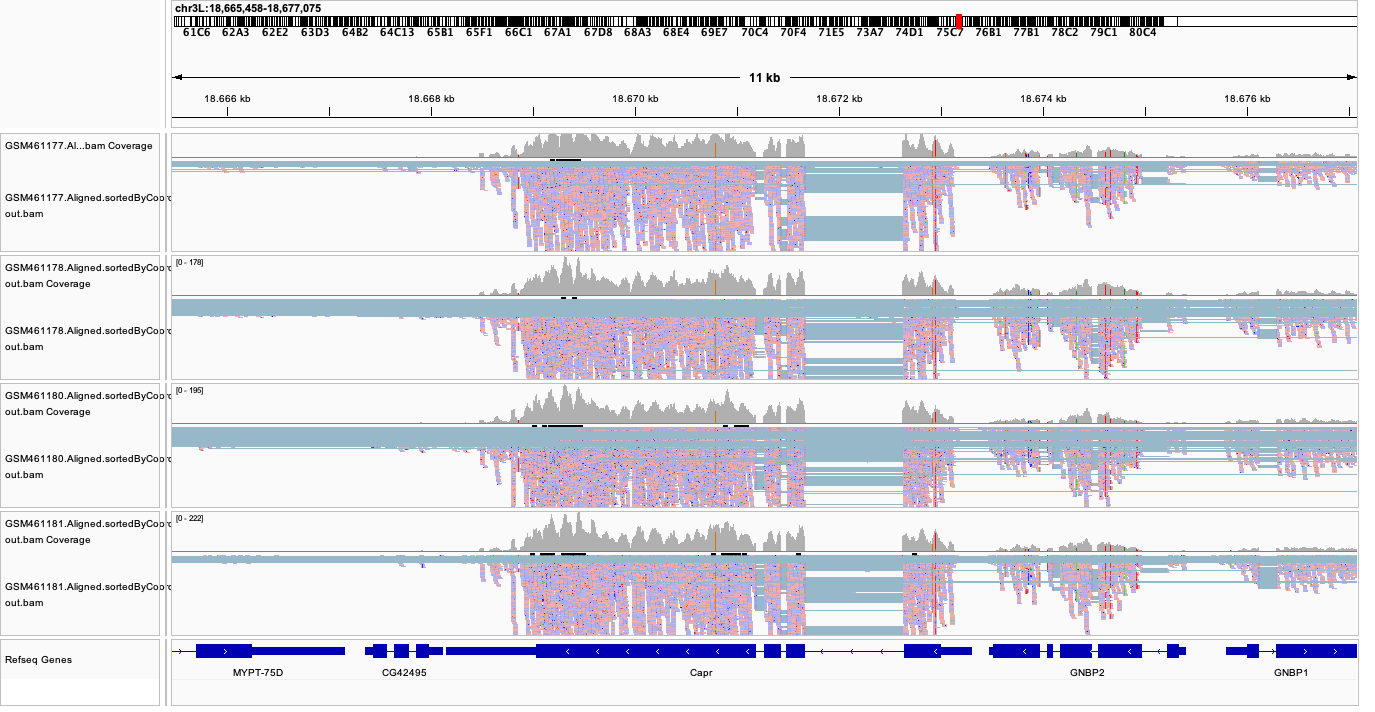 chr3L:18,665,458-18,677,075
61C6 62A3 62E2 63D3 64B2 64C13 65B1 65F1 66C1 67A1 67D8 68A3 68E4 69E7 70C4 70F4 71E5 73A7 74D1 75C7 76B1 77B1 78C2 79C1 80C4
11 kb
18.666 kb 18.668 kb 18.670 kb 18.672 kb 18.674 kb 18.676 kb
GSM461177.Al...bam Coverage
GSM461177.Aligned.sortedByCoord.
out.bam
GSM461178.Aligned.sortedByCoord.
out.bam Coverage
[0 - 178]
GSM461178.Aligned.sortedByCoord.
out.bam
GSM461180.Aligned.sortedByCoord.
out.bam Coverage
[0 - 195]
GSM461180.Aligned.sortedByCoord.
out.bam
GSM461181.Aligned.sortedByCoord.
out.bam Coverage
[0 - 222]
GSM461181.Aligned.sortedByCoord.
out.bam
Refseq Genes
MYPT-75D CG42495 Capr GNBP2 GNBP1